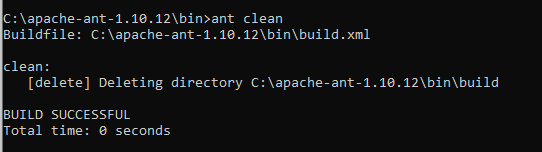 C:\apache-ant-1.10.12\bin>ant clean
Buildfile: C:\apache-ant-1.10.12\bin\build.xml
clean:
[delete] Deleting directory C:\apache-ant-1.10.12\bin\build
BUILD SUCCESSFUL
Total time: 0 seconds